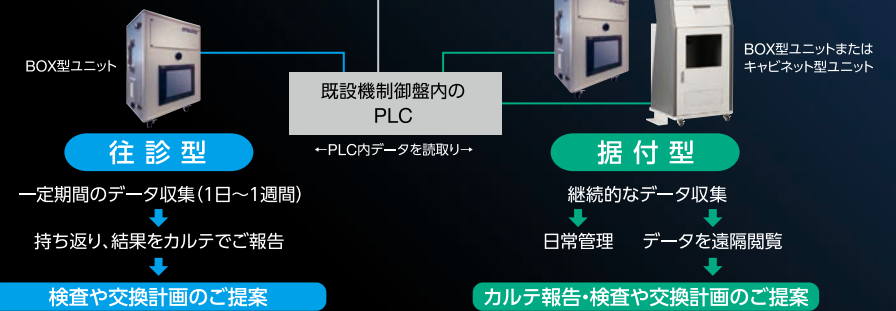 BOX型ユニット
BOX型ユニットまたは
キャビネット型ユニット
既設機制御盤内の
PLC
←PLC内データを読取り→
往診型
一定期間のデータ収集(1日〜1週間)
持ち返り、結果をカルテでご報告
検査や交換計画のご提案
据付型
継続的なデータ収集
日常管理
データを遠隔閲覧
カルテ報告・検査や交換計画のご提案